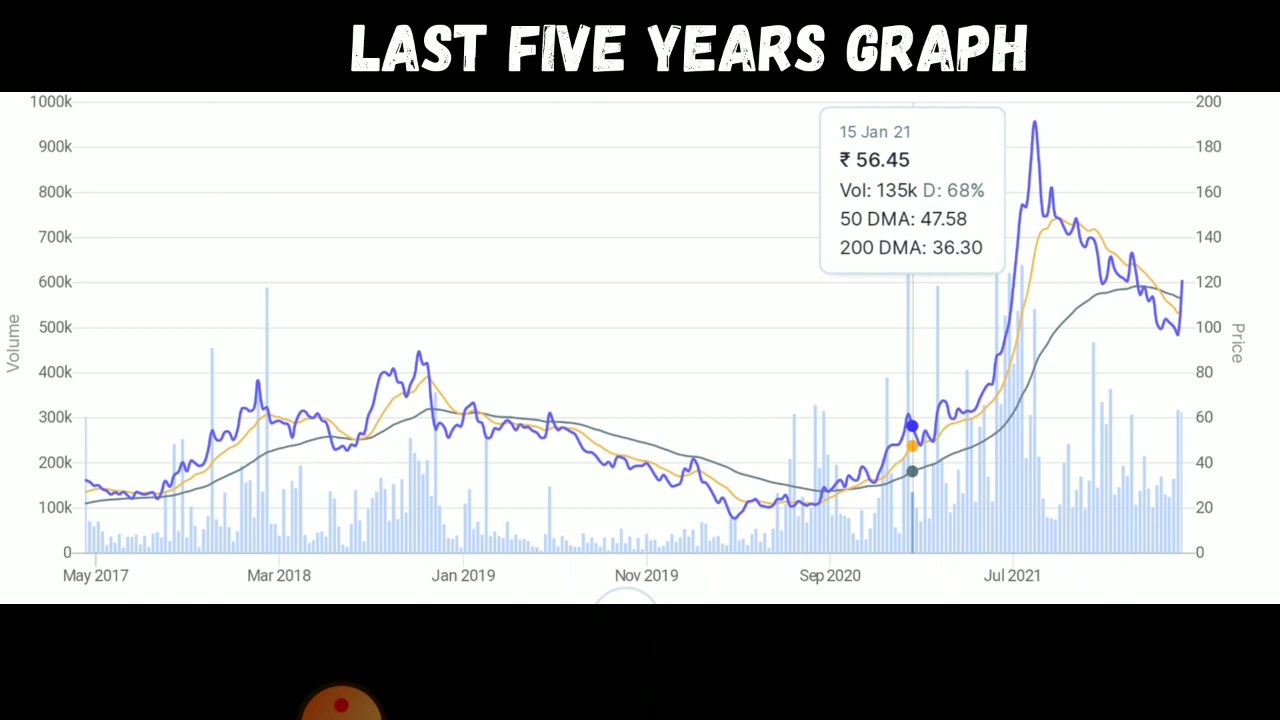 LAST FIVE YEARS GRAPH
1000k
200
900k
180
800k
160
700k
140
600k
120
500k
100
400k
80
300k
60
200k
40
100k
20
0
0
Volume
Price
15 Jan 21
₹ 56.45
Vol: 135k D: 68%
50 DMA: 47.58
200 DMA: 36.30
May 2017 Mar 2018 Jan 2019 Nov 2019 Sep 2020 Jul 2021